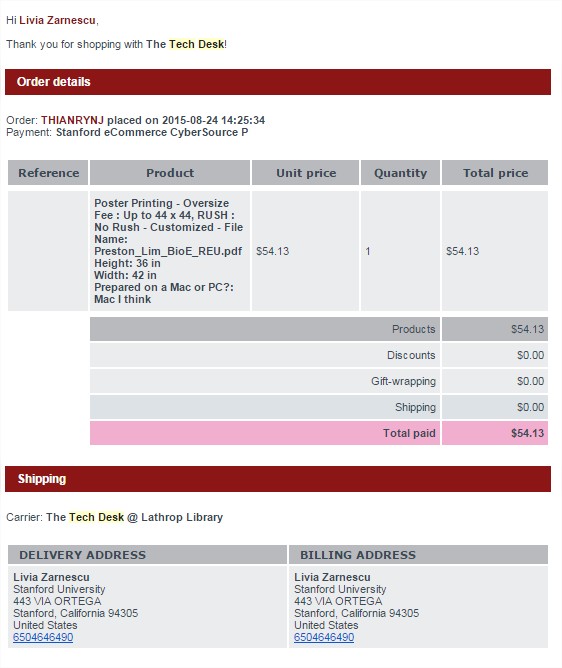 Hi Livia Zarnescu,
Thank you for shopping with The Tech Desk!
Order details
Order: THIANRYNJ placed on 2015-08-24 14:25:34
Payment: Stanford eCommerce CyberSource P
Reference Product Unit price Quantity Total price
Poster Printing - Oversize
Fee : Up to 44 x 44, RUSH :
No Rush - Customized - File
Name:
Preston_Lim_BioE_REU.pdf $54.13 1 $54.13
Height: 36 in
Width: 42 in
Prepared on a Mac or PC?:
Mac I think
Products $54.13
Discounts $0.00
Gift-wrapping $0.00
Shipping $0.00
Total paid $54.13
Shipping
Carrier: The Tech Desk @ Lathrop Library
DELIVERY ADDRESS BILLING ADDRESS
Livia Zarnescu Livia Zarnescu
Stanford University Stanford University
443 VIA ORTEGA 443 VIA ORTEGA
Stanford, California 94305 Stanford, California 94305
United States United States
6504646490 6504646490